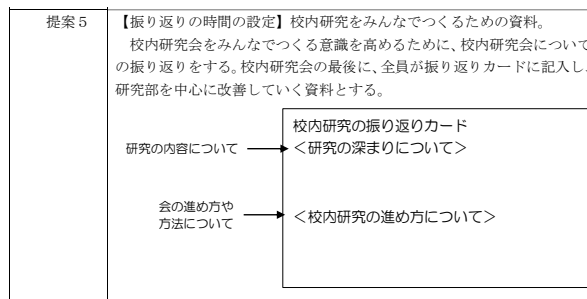 提案５
【振り返りの時間の設定】校内研究をみんなでつくるための資料。
校内研究会をみんなでつくる意識を高めるために、校内研究会について
の振り返りをする。校内研究会の最後に、全員が振り返りカードに記入し、
研究部を中心に改善していく資料とする。
校内研究の振り返りカード
研究の内容について
＜研究の深まりについて＞
会の進め方や
方法について
＜校内研究の進め方について＞